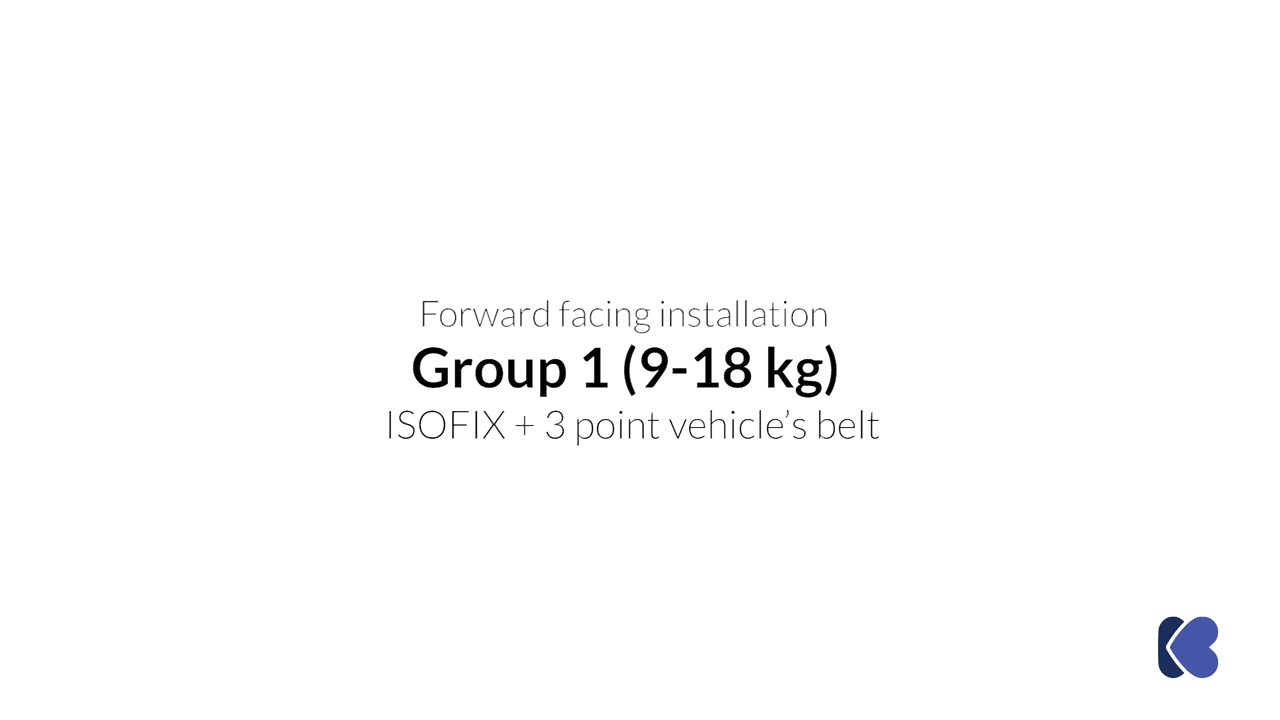 Forward facing installation
Group 1 (9-18 kg)
ISOFIX + 3 point vehicle’s belt